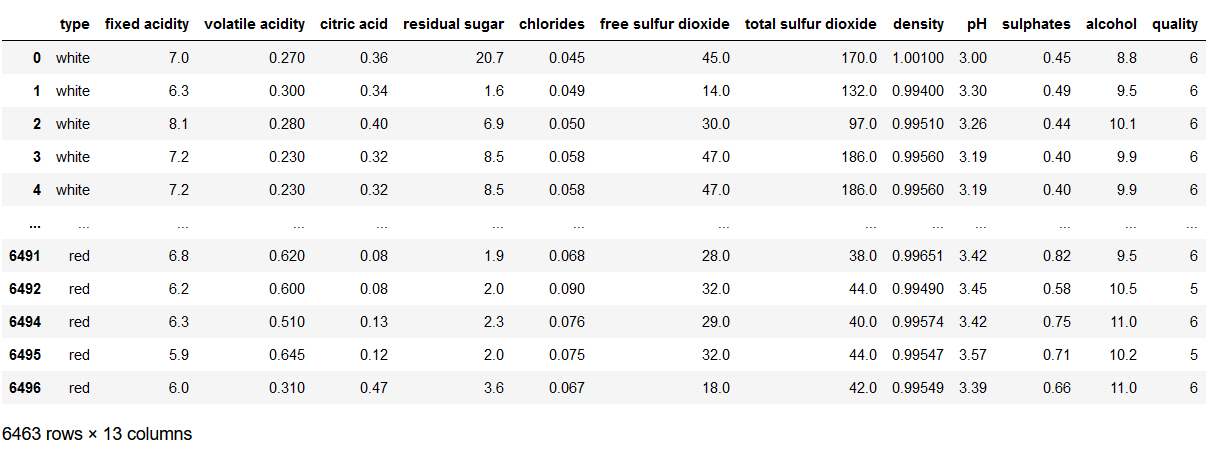 type fixed acidity volatile acidity citric acid residual sugar chlorides free sulfur dioxide total sulfur dioxide density pH sulphates alcohol quality
0 white 7.0 0.270 0.36 20.7 0.045 45.0 170.0 1.00100 3.00 0.45 8.8 6
1 white 6.3 0.300 0.34 1.6 0.049 14.0 132.0 0.99400 3.30 0.49 9.5 6
2 white 8.1 0.280 0.40 6.9 0.050 30.0 97.0 0.99510 3.26 0.44 10.1 6
3 white 7.2 0.230 0.32 8.5 0.058 47.0 186.0 0.99560 3.19 0.40 9.9 6
4 white 7.2 0.230 0.32 8.5 0.058 47.0 186.0 0.99560 3.19 0.40 9.9 6
... ... ... ... ... ... ... ... ... ... ... ... ... ...
6491 red 6.8 0.620 0.08 1.9 0.068 28.0 38.0 0.99651 3.42 0.82 9.5 6
6492 red 6.2 0.600 0.08 2.0 0.090 32.0 44.0 0.99490 3.45 0.58 10.5 5
6494 red 6.3 0.510 0.13 2.3 0.076 29.0 40.0 0.99574 3.42 0.75 11.0 6
6495 red 5.9 0.645 0.12 2.0 0.075 32.0 44.0 0.99547 3.57 0.71 10.2 5
6496 red 6.0 0.310 0.47 3.6 0.067 18.0 42.0 0.99549 3.39 0.66 11.0 6
6463 rows × 13 columns